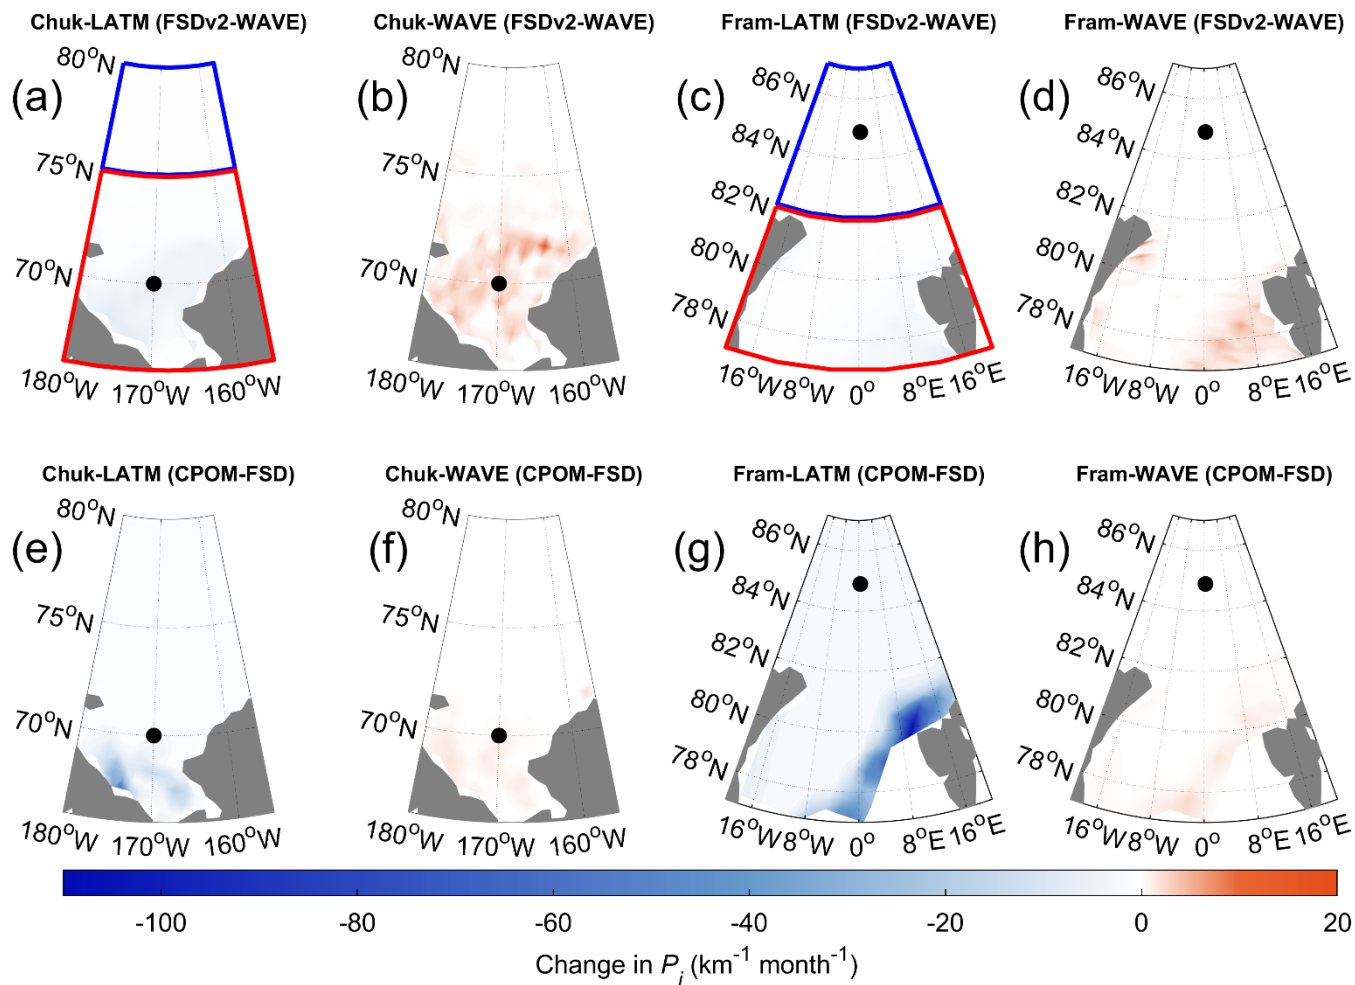 Chuk-LATM (FSDv2-WAVE) Chuk-WAVE (FSDv2-WAVE) Fram-LATM (FSDv2-WAVE) Fram-WAVE (FSDv2-WAVE)
(a) 80°N 75°N 70°N 180°W 170°W 160°W
(b) 80°N 75°N 70°N 180°W 170°W 160°W
(c) 86°N 84°N 82°N 80°N 78°N 16°W 8°W 0° 8°E 16°E
(d) 86°N 84°N 82°N 80°N 78°N 16°W 8°W 0° 8°E 16°E
Chuk-LATM (CPOM-FSD) Chuk-WAVE (CPOM-FSD) Fram-LATM (CPOM-FSD) Fram-WAVE (CPOM-FSD)
(e) 80°N 75°N 70°N 180°W 170°W 160°W
(f) 80°N 75°N 70°N 180°W 170°W 160°W
(g) 86°N 84°N 82°N 80°N 78°N 16°W 8°W 0° 8°E 16°E
(h) 86°N 84°N 82°N 80°N 78°N 16°W 8°W 0° 8°E 16°E
-100 -80 -60 -40 -20 0 20
Change in P_i (km⁻¹ month⁻¹)